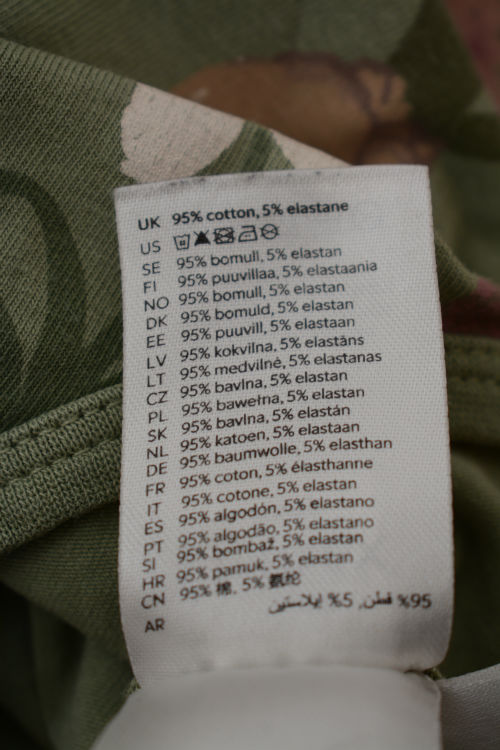 UK 95% cotton, 5% elastane
US
SE 95% bomull, 5% elastan
FI 95% puuvillaa, 5% elastaania
NO 95% bomull, 5% elastan
DK 95% bomuld, 5% elastan
EE 95% puuvill, 5% elastaan
LV 95% kokvilna, 5% elastāns
LT 95% medvilnė, 5% elastanas
CZ 95% bavlna, 5% elastan
PL 95% bawełna, 5% elastan
SK 95% bavlna, 5% elastán
NL 95% katoen, 5% elastaan
DE 95% baumwolle, 5% elasthan
FR 95% coton, 5% élasthanne
IT 95% cotone, 5% elastan
ES 95% algodón, 5% elastano
PT 95% algodão, 5% elastano
SI 95% bombaž, 5% elastan
HR 95% pamuk, 5% elastan
CN 95% 棉, 5% 氨纶
AR 95% قطن, 5% إيلاستين